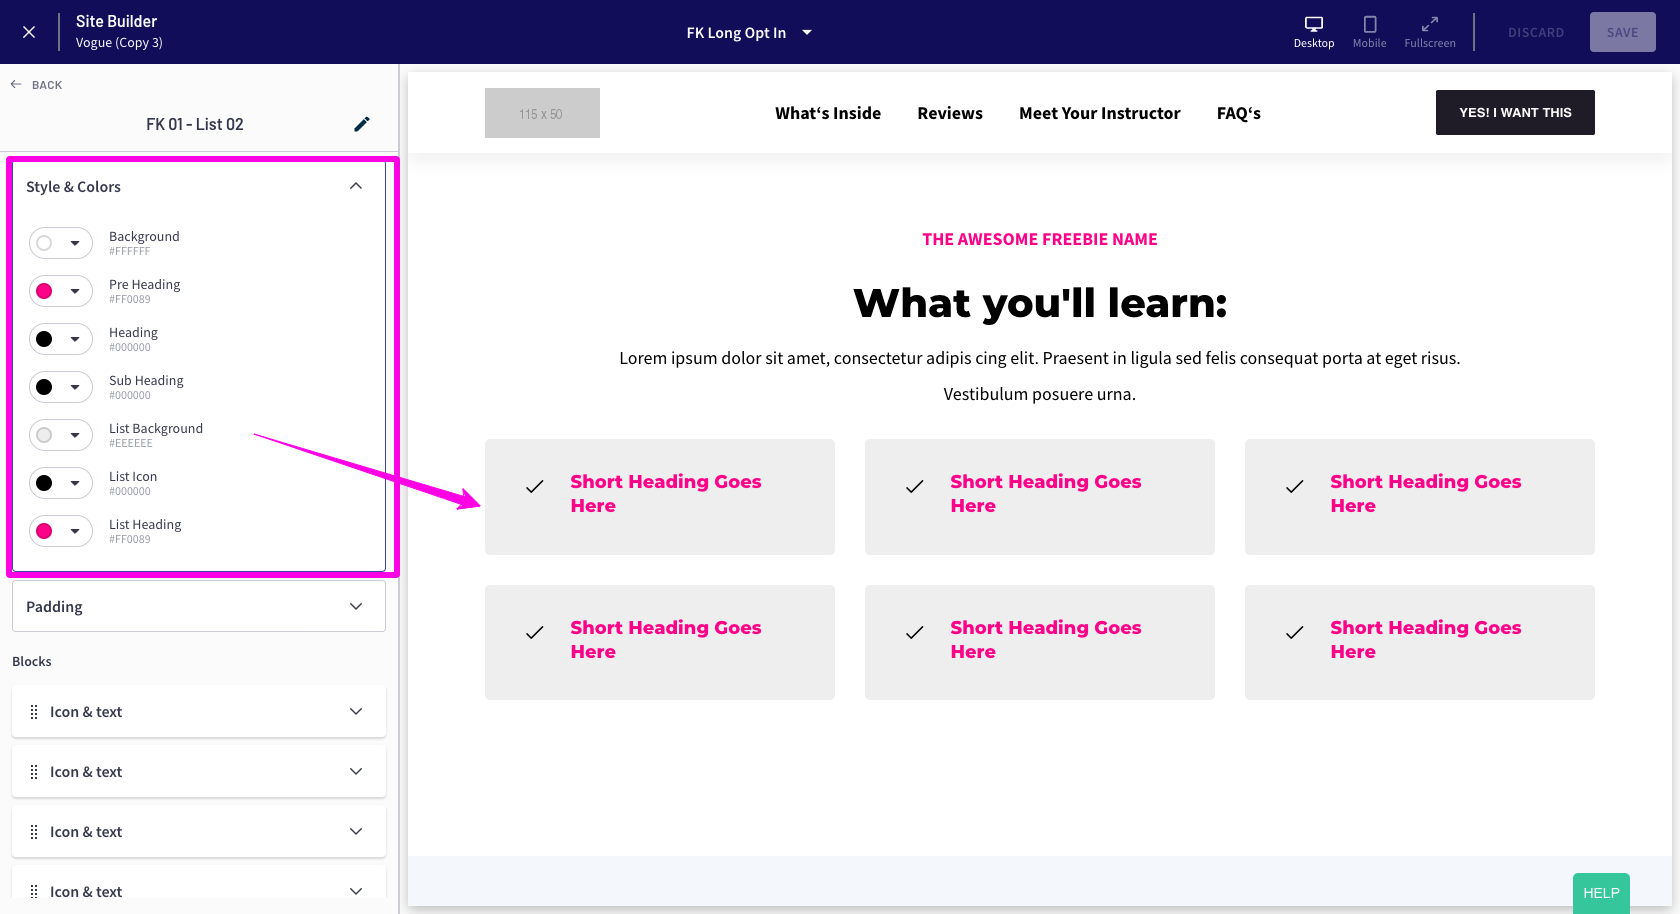 Site Builder
Vogue (Copy 3)
FK Long Opt In
Desktop
Mobile
Fullscreen
DISCARD
SAVE
BACK
FK 01 - List 02
Style & Colors
Background
#FFFFFF
Pre Heading
#FF0089
Heading
#000000
Sub Heading
#000000
List Background
#EEEEEE
List Icon
#000000
List Heading
#FF0089
Padding
Blocks
Icon & text
Icon & text
Icon & text
Icon & text
115 x 50
What‘s Inside
Reviews
Meet Your Instructor
FAQ‘s
YES! I WANT THIS
THE AWESOME FREEBIE NAME
What you'll learn:
Lorem ipsum dolor sit amet, consectetur adipis cing elit. Praesent in ligula sed felis consequat porta at eget risus.
Vestibulum posuere urna.
Short Heading Goes
Here
Short Heading Goes
Here
Short Heading Goes
Here
Short Heading Goes
Here
Short Heading Goes
Here
Short Heading Goes
Here
HELP